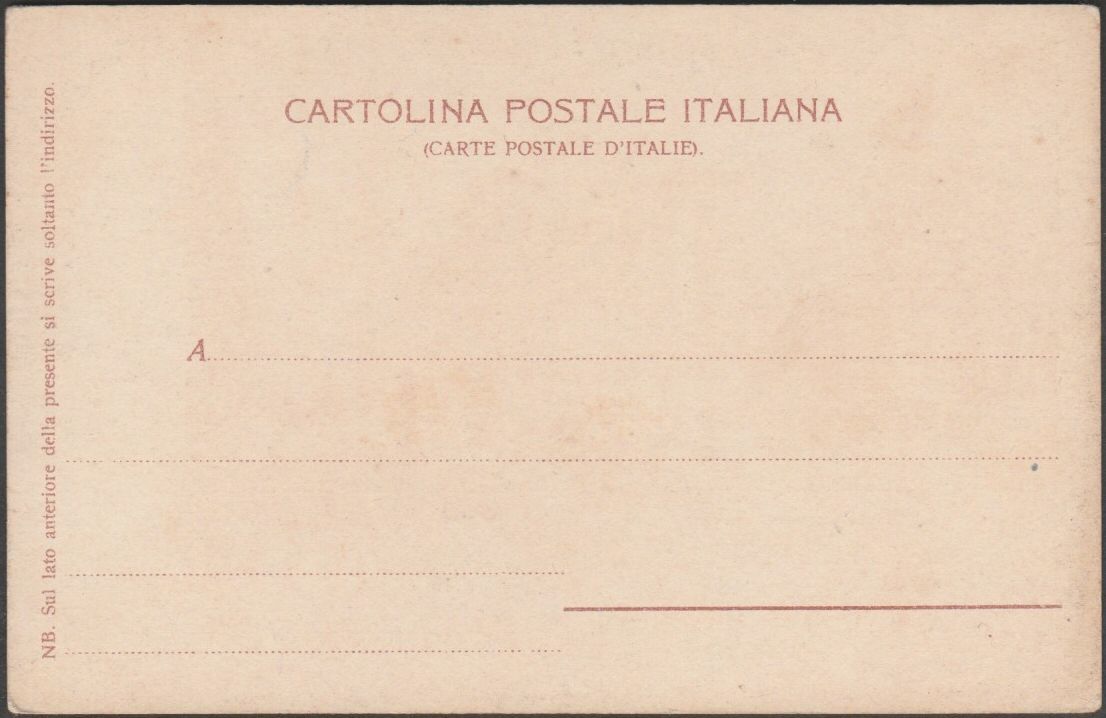 CARTOLINA POSTALE ITALIANA
(CARTE POSTALE D'ITALIE).
A
NB. Sul lato anteriore della presente si scrive soltanto l'indirizzo.